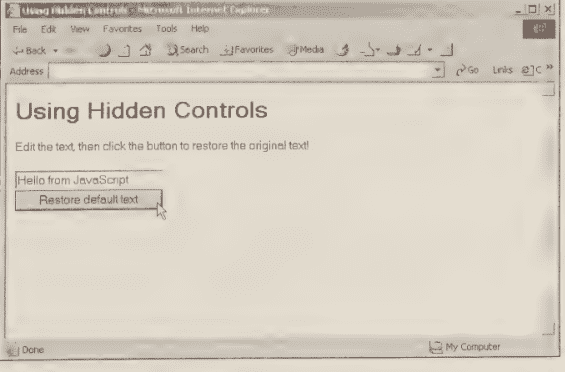 Using Hidden Controls - Microsoft Internet Explorer
File Edit View Favorites Tools Help
Back Search Favorites Media
Address Go Links C »
Using Hidden Controls
Edit the text, then click the button to restore the original text!
Hello from JavaScript
Restore default text
Done My Computer